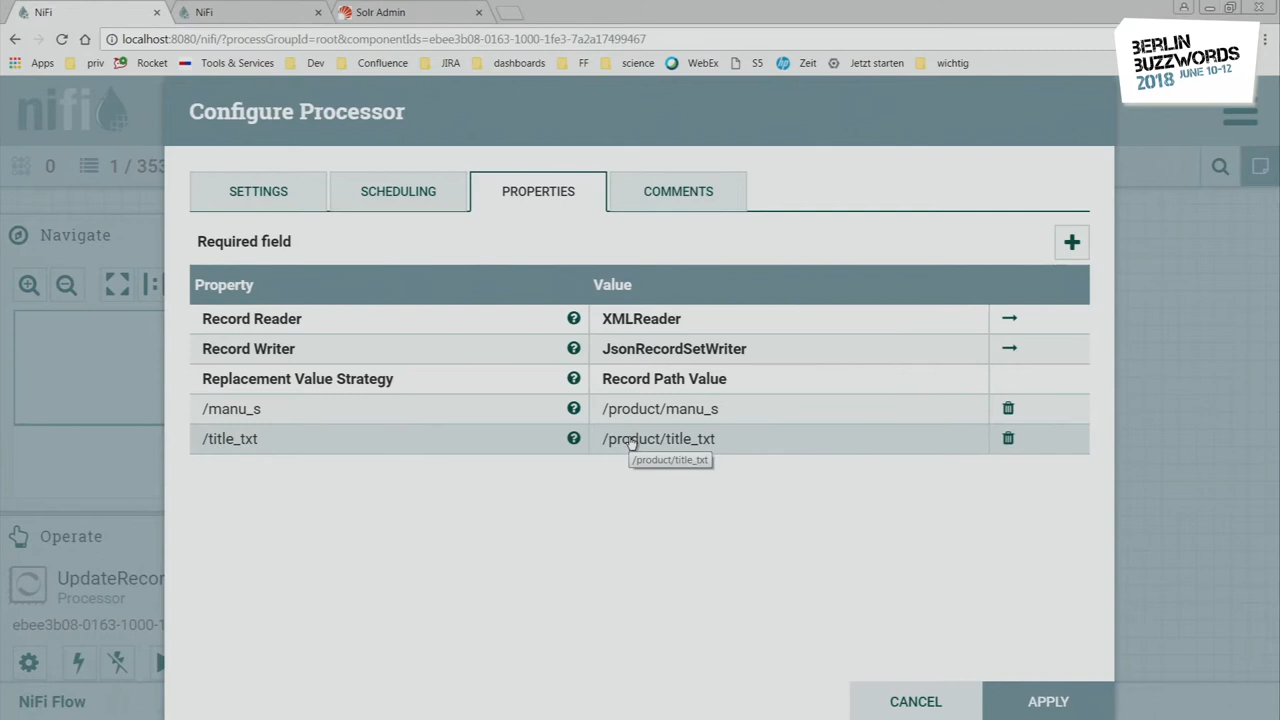 NiFi
NiFi
Solr Admin
localhost:8080/nifi/?processGroupId=root&componentIds=ebee3b08-0163-1000-1fe3-7a2a17499467
Apps priv Rocket Tools & Services Dev Confluence JIRA dashbords FF science WebEx S5 Zeit Jetzt starten wichtig
BERLIN
BUZZWORDS
2018 JUNE 10-12
nifi
Configure Processor
0 1 / 353
SETTINGS SCHEDULING PROPERTIES COMMENTS
Navigate
Required field
Property Value
Record Reader XMLReader
Record Writer JsonRecordSetWriter
Replacement Value Strategy Record Path Value
/manu_s /product/manu_s
/title_txt /product/title_txt
/product/title_txt
Operate
UpdateRecor
Processor
ebee3b08-0163-1000-1
NiFi Flow
CANCEL APPLY